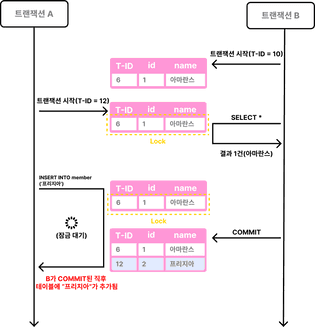 트랜잭션 A
트랜잭션 B
트랜잭션 시작(T-ID = 10)
T-ID id name
6 1 아마란스
트랜잭션 시작(T-ID = 12)
T-ID id name
6 1 아마란스
Lock
SELECT *
결과 1건(아마란스)
INSERT INTO member
('프리지아')
T-ID id name
6 1 아마란스
Lock
(잠금 대기)
COMMIT
T-ID id name
6 1 아마란스
12 2 프리지아
B가 COMMIT된 직후
테이블에 "프리지아"가 추가됨